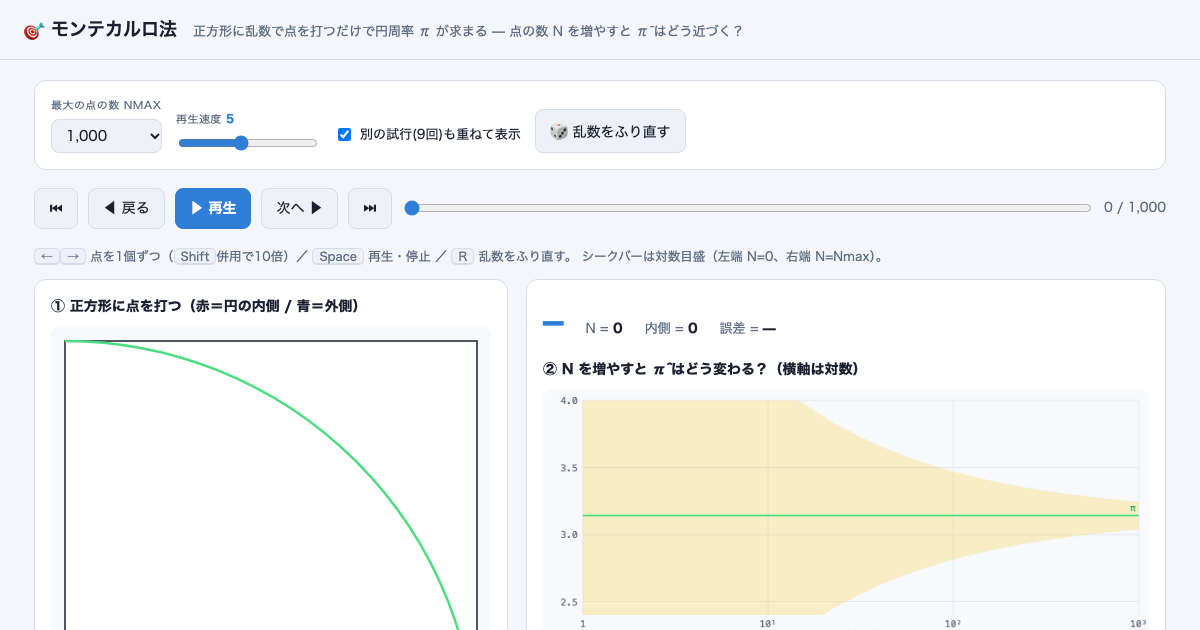 モンテカルロ法 正方形に乱数で点を打つだけで円周率 π が求まる — 点の数 N を増やすと π̂ はどう近づく？
最大の点の数 NMAX
1,000
再生速度 5
別の試行(9回)も重ねて表示
🎲 乱数をふり直す
⏮ ◀ 戻る ▶ 再生 次へ ▶ ⏭ 0 / 1,000
← → 点を1個ずつ（Shift併用で10倍）／ Space 再生・停止 ／ R 乱数をふり直す。 シークバーは対数目盛（左端 N=0、右端 N=Nmax）。
① 正方形に点を打つ（赤＝円の内側 / 青＝外側）
— N = 0 内側 = 0 誤差 = —
② N を増やすと π̂ はどう変わる？（横軸は対数）
4.0
3.5
π
3.0
2.5
1 10¹ 10² 10³